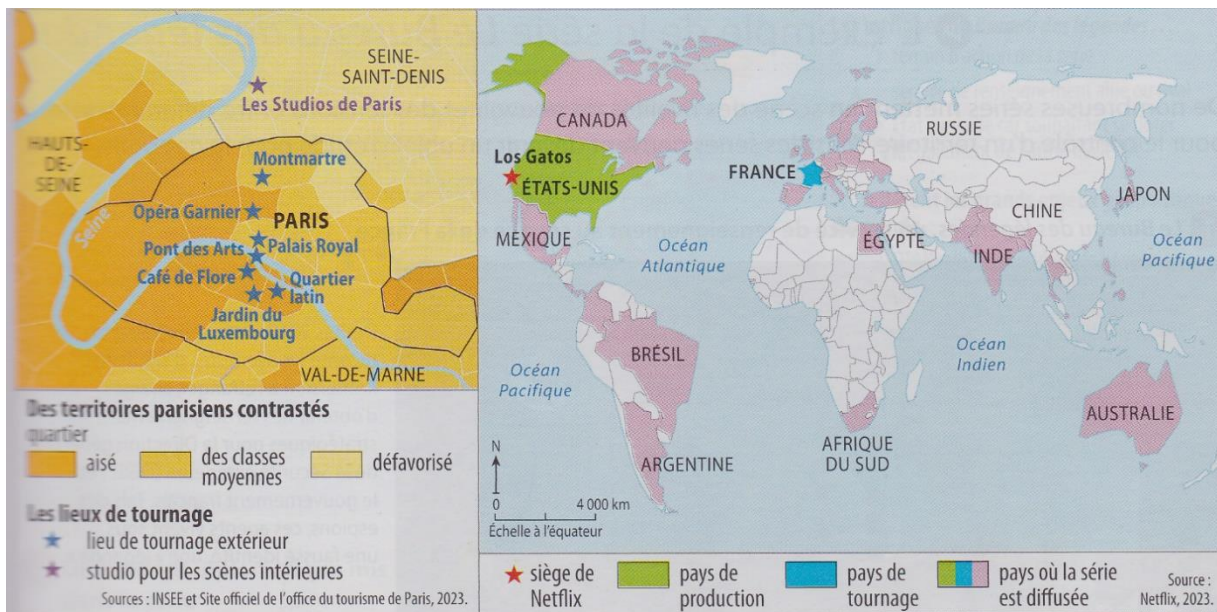 SEINE-
SAINT-DENIS
Les Studios de Paris
HAUTS-
DE-
SEINE
Montmartre
Opéra Garnier
PARIS
Seine
Palais Royal
Pont des Arts
Café de Flore
Quartier
latin
Jardin du
Luxembourg
VAL-DE-MARNE
Des territoires parisiens contrastés
quartier
aisé
des classes
moyennes
défavorisé
Les lieux de tournage
lieu de tournage extérieur
studio pour les scènes intérieures
Sources : INSEE et Site officiel de l'office du tourisme de Paris, 2023.
CANADA
RUSSIE
Los Gatos
ÉTATS-UNIS
FRANCE
JAPON
CHINE
MEXIQUE
Océan
Atlantique
ÉGYPTE
INDE
Océan
Pacifique
BRÉSIL
Océan
Indien
Océan
Pacifique
AUSTRALIE
ARGENTINE
AFRIQUE
DU SUD
N
0
4 000 km
Échelle à l'équateur
siège de
Netflix
pays de
production
pays de
tournage
pays où la série
est diffusée
Source :
Netflix, 2023.